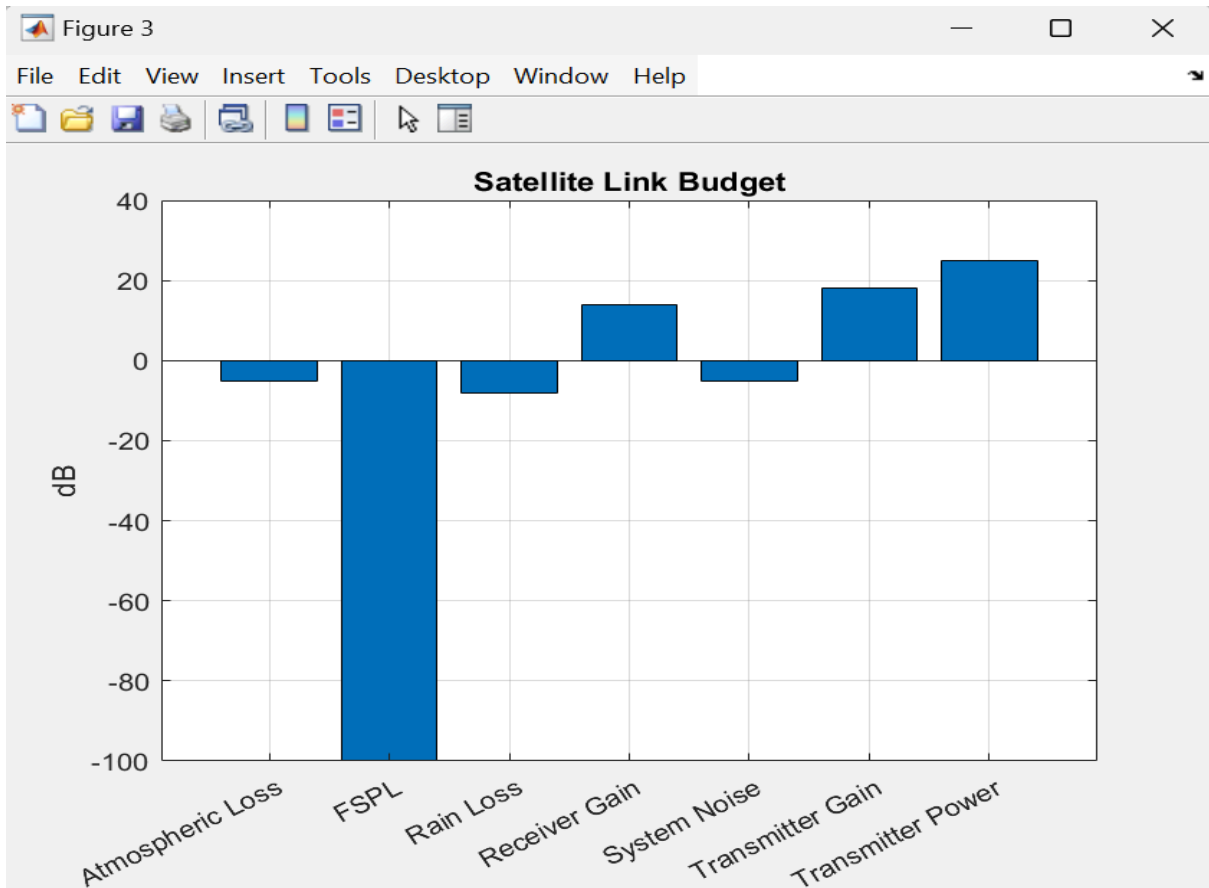 Figure 3
File Edit View Insert Tools Desktop Window Help
Satellite Link Budget
40
20
0
-20
-40
-60
-80
-100
dB
Atmospheric Loss
FSPL
Rain Loss
Receiver Gain
System Noise
Transmitter Gain
Transmitter Power